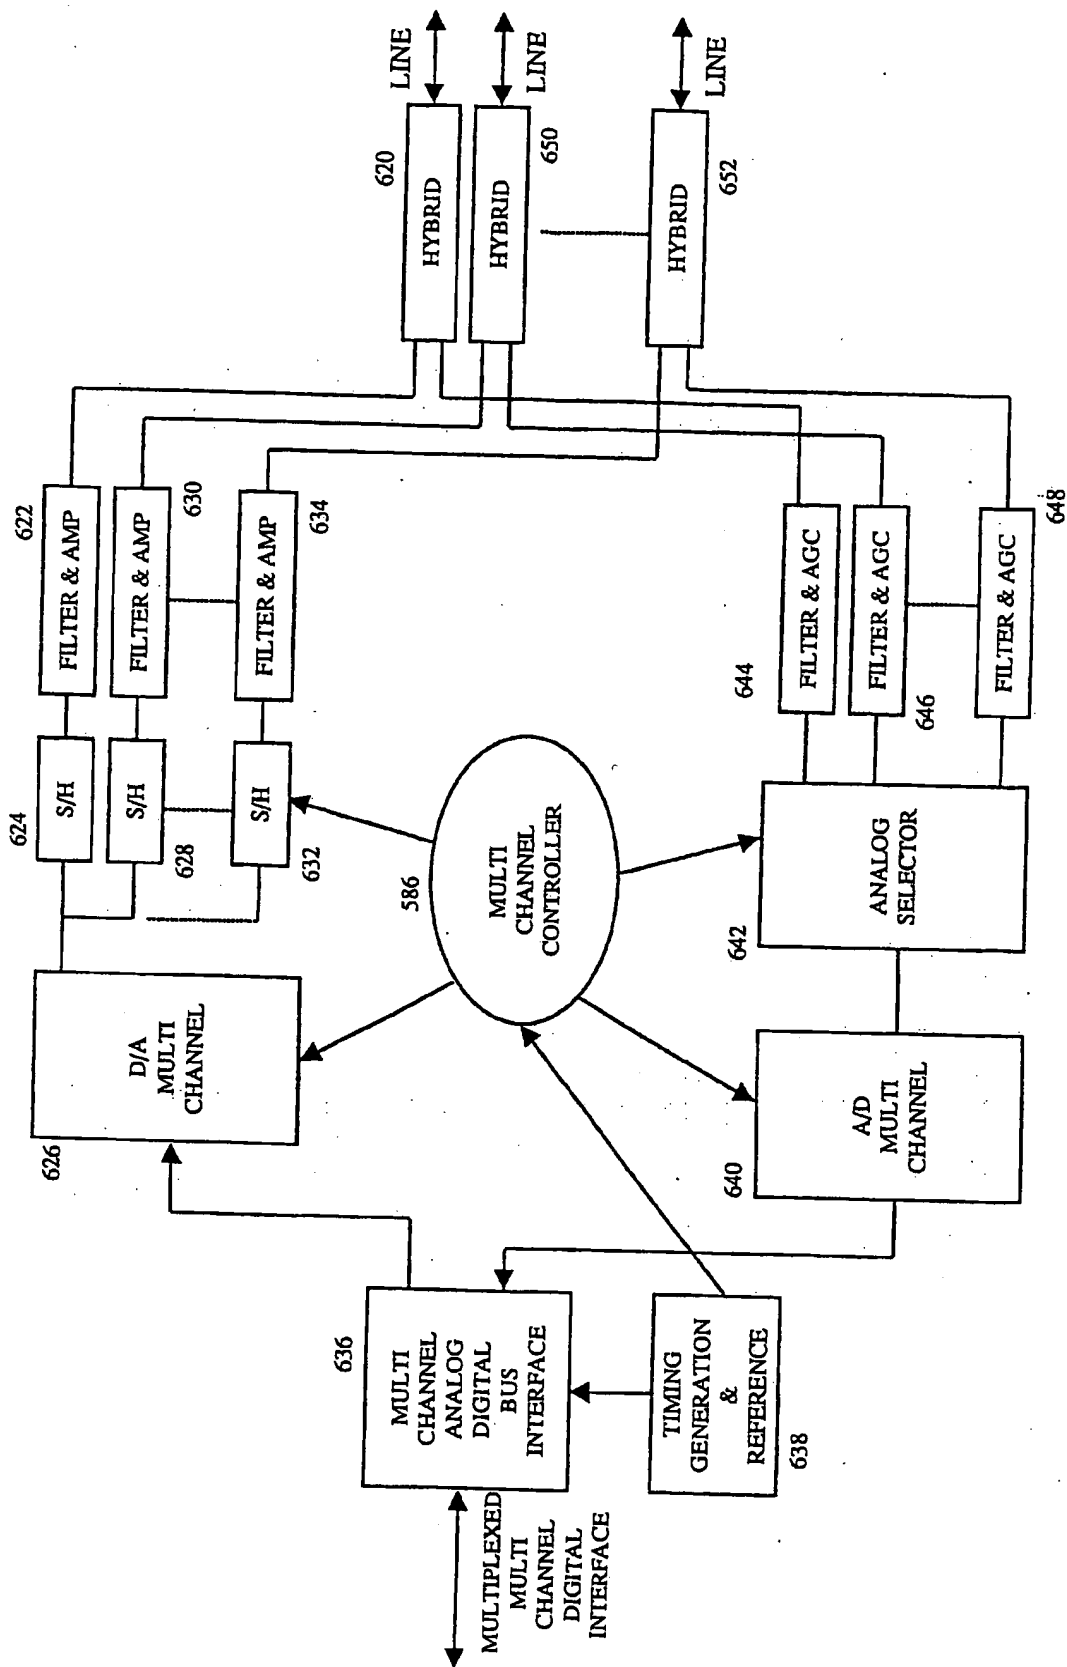 LINE
LINE
LINE
620
HYBRID
HYBRID
650
HYBRID
652
622
FILTER & AMP
FILTER & AMP
630
FILTER & AMP
634
624
S/H
S/H
628
S/H
632
644
FILTER & AGC
FILTER & AGC
646
FILTER & AGC
648
586
MULTI
CHANNEL
CONTROLLER
642
ANALOG
SELECTOR
626
D/A
MULTI
CHANNEL
640
A/D
MULTI
CHANNEL
636
MULTI
CHANNEL
ANALOG
DIGITAL
BUS
INTERFACE
TIMING
GENERATION
&
REFERENCE
638
MULTIPLEXED
MULTI
CHANNEL
DIGITAL
INTERFACE